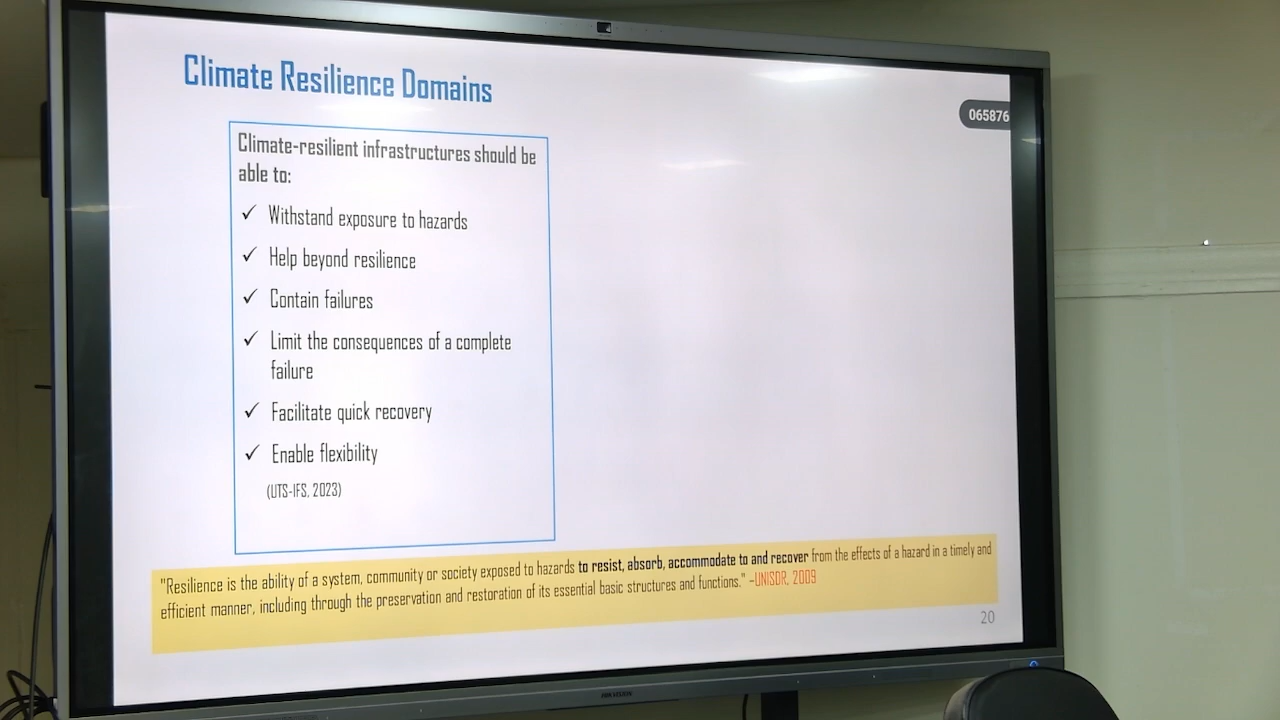 Climate Resilience Domains
065876
Climate-resilient infrastructures should be
able to:
✓ Withstand exposure to hazards
✓ Help beyond resilience
✓ Contain failures
✓ Limit the consequences of a complete
failure
✓ Facilitate quick recovery
✓ Enable flexibility
(UTS-IFS, 2023)
"Resilience is the ability of a system, community or society exposed to hazards to resist, absorb, accommodate to and recover from the effects of a hazard in a timely and
efficient manner, including through the preservation and restoration of its essential basic structures and functions." –UNISDR, 2009
20
HIKVISION